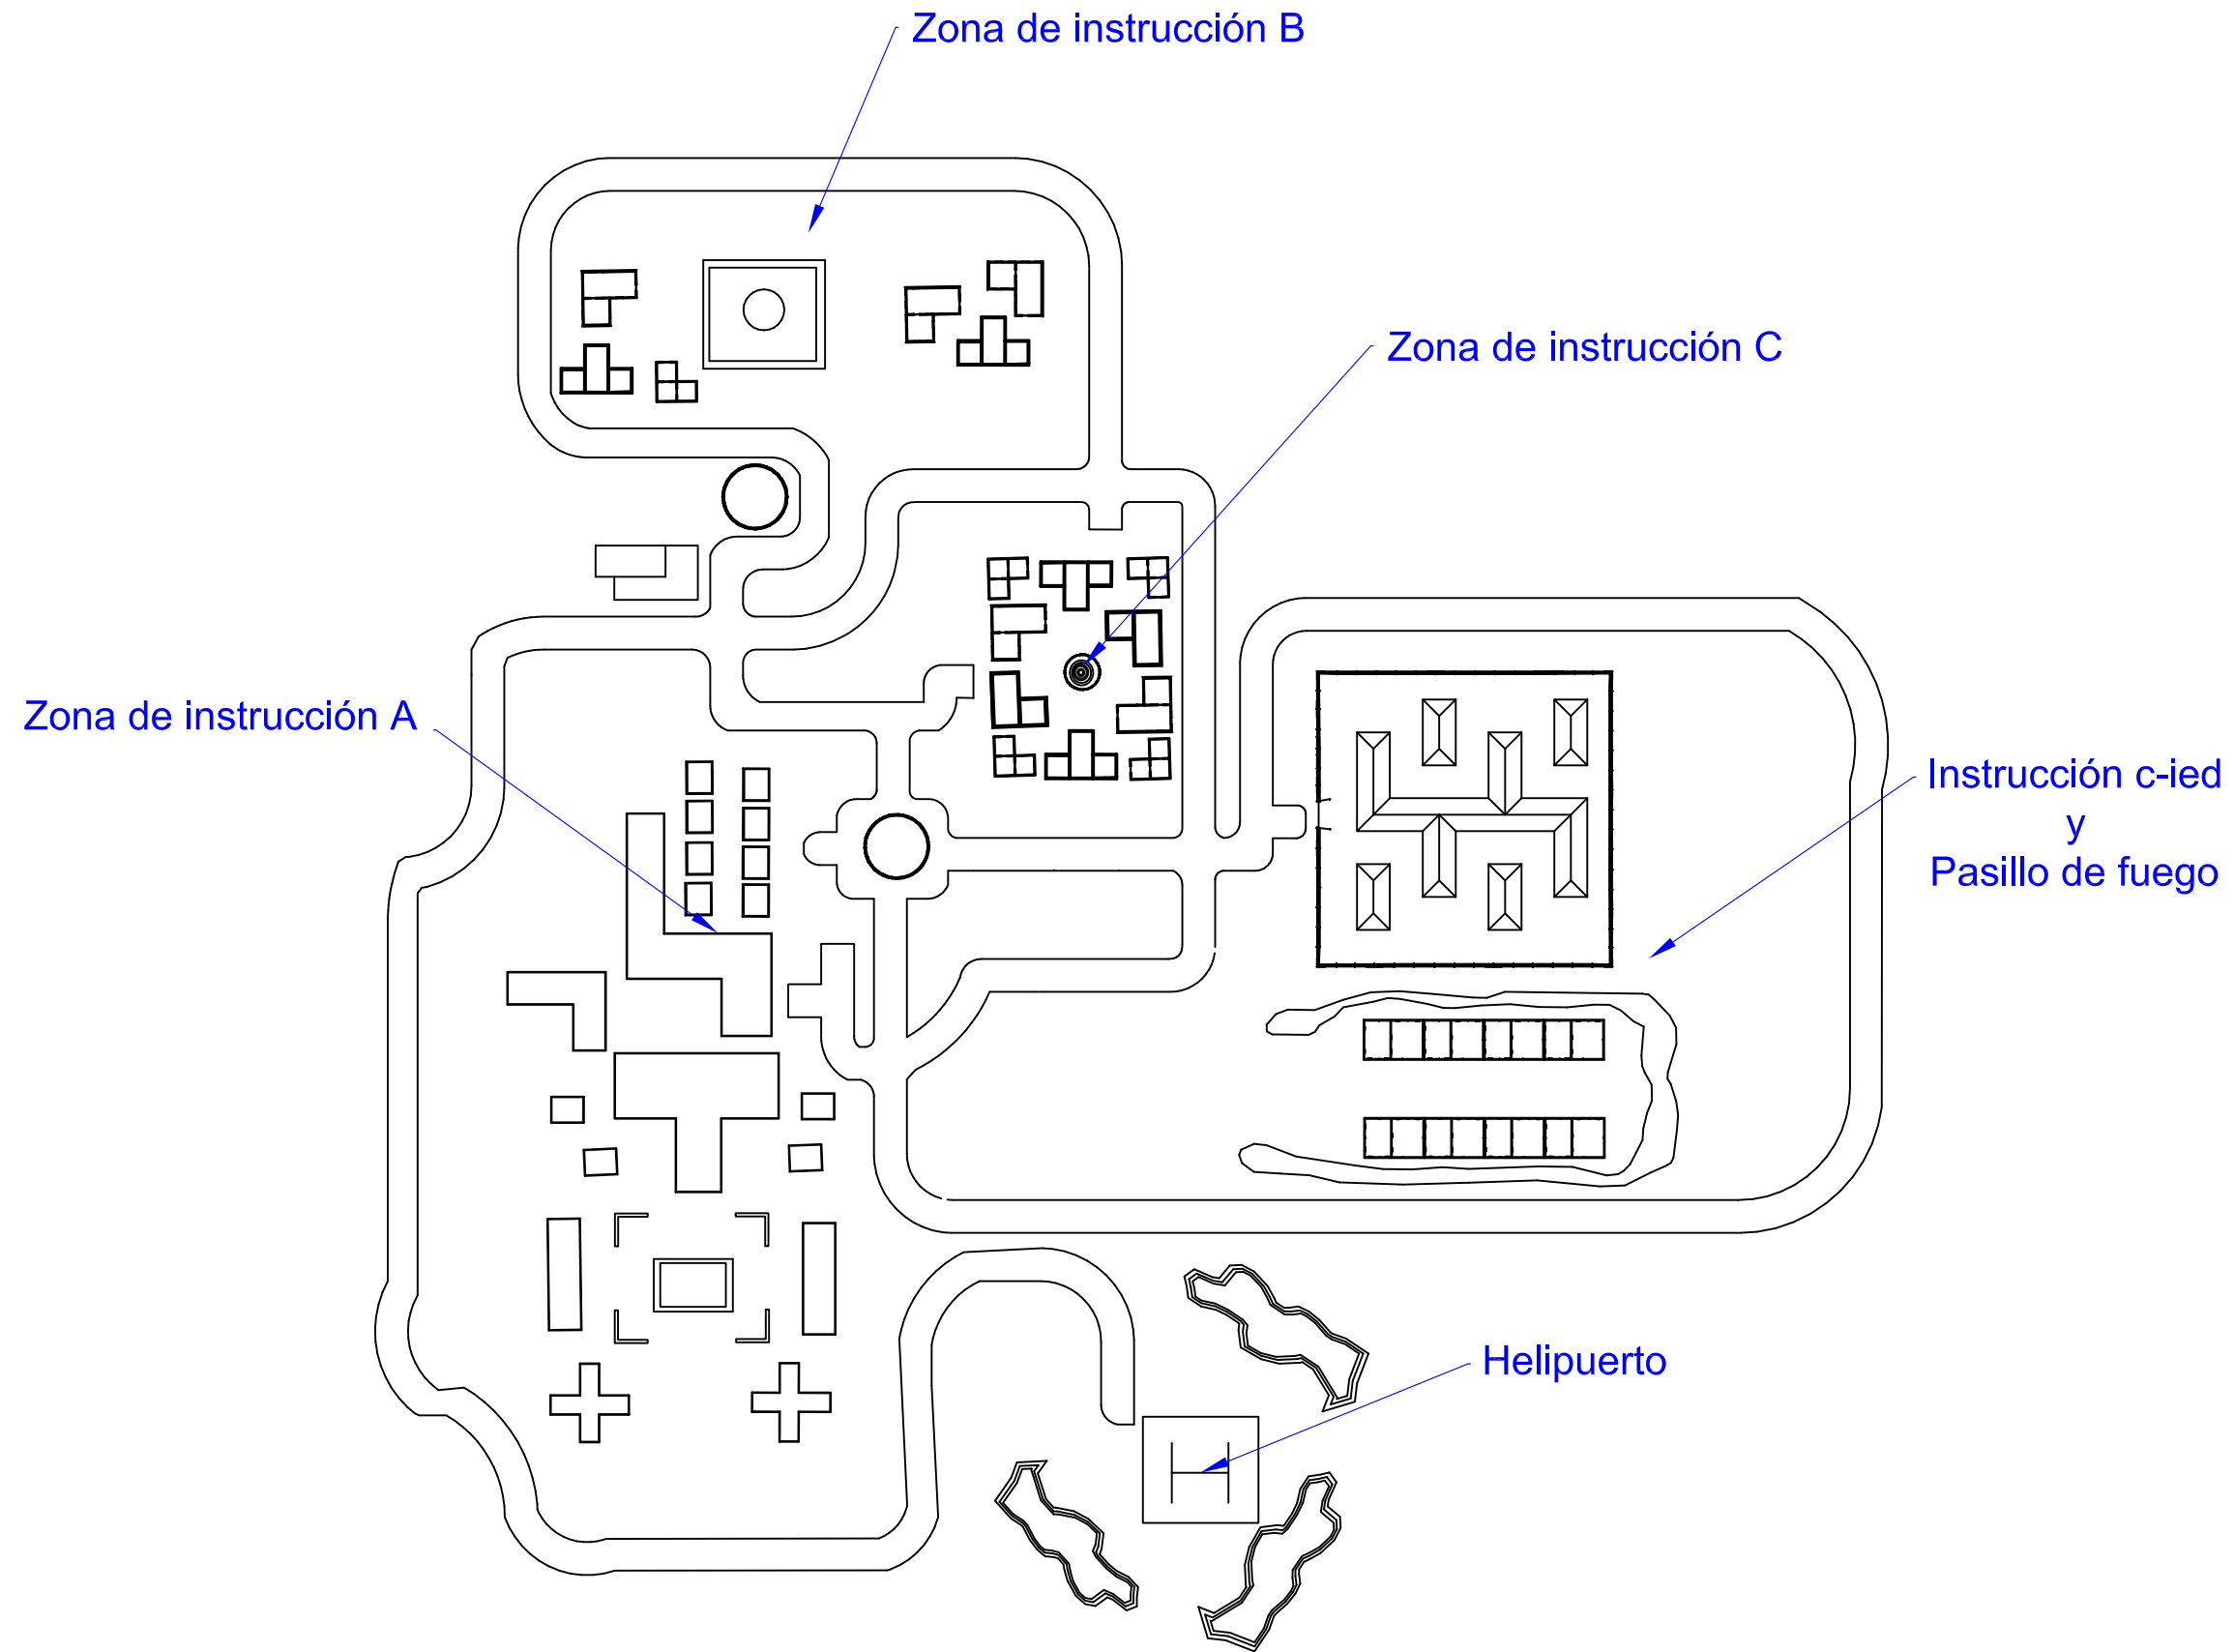 Zona de instrucción B
Zona de instrucción C
Zona de instrucción A
Instrucción c-ied
y
Pasillo de fuego
Helipuerto